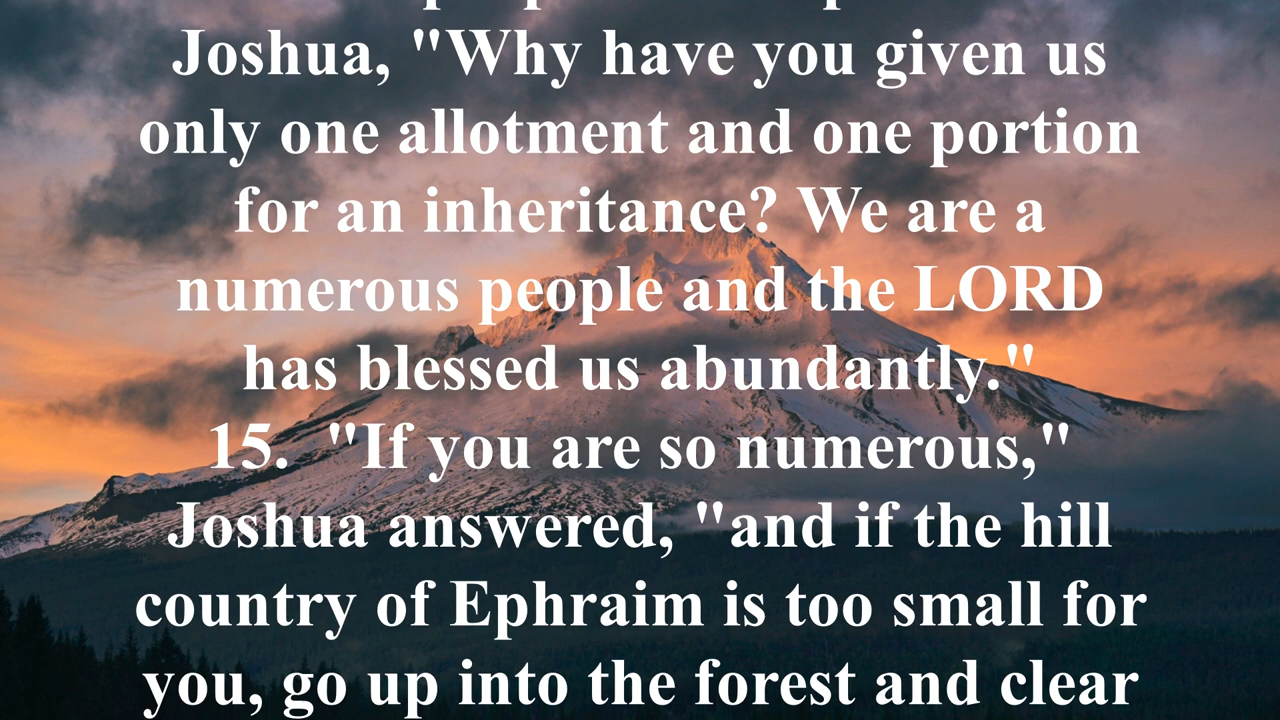 Joshua, "Why have you given us
only one allotment and one portion
for an inheritance? We are a
numerous people and the LORD
has blessed us abundantly."
15. "If you are so numerous,"
Joshua answered, "and if the hill
country of Ephraim is too small for
you, go up into the forest and clear